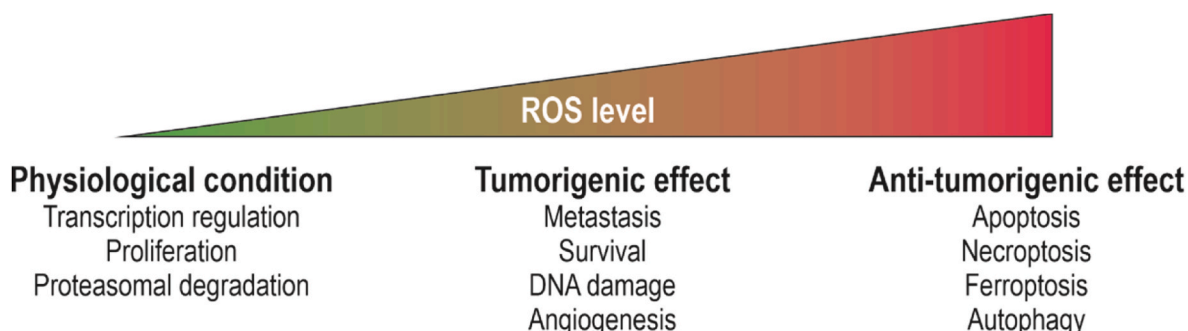 ROS level
Physiological condition
Transcription regulation
Proliferation
Proteasomal degradation
Tumorigenic effect
Metastasis
Survival
DNA damage
Angiogenesis
Anti-tumorigenic effect
Apoptosis
Necroptosis
Ferroptosis
Autophagy